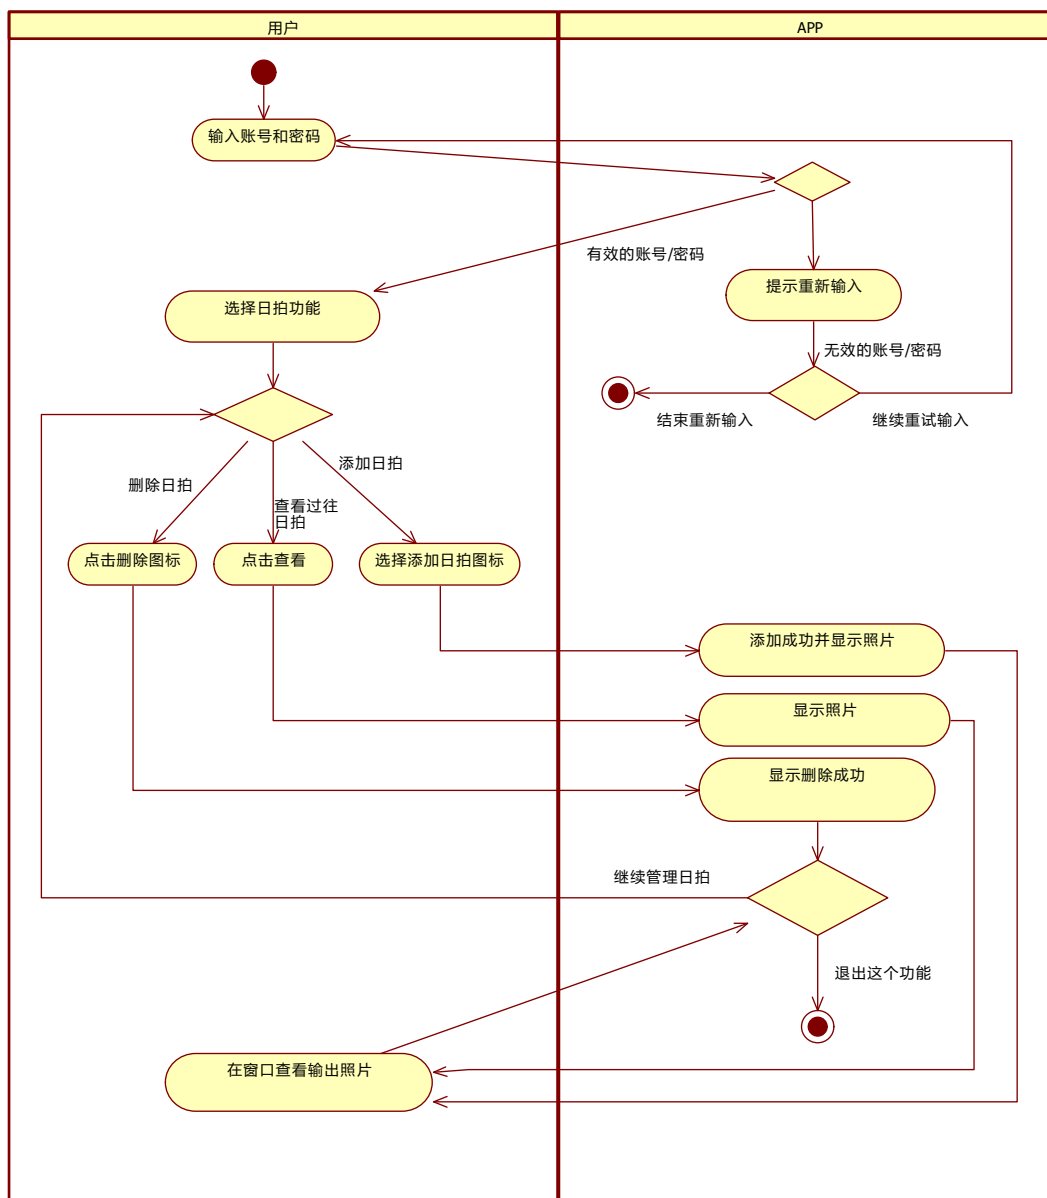 用户
APP
输入账号和密码
有效的账号/密码
提示重新输入
选择日拍功能
无效的账号/密码
结束重新输入
继续重试输入
添加日拍
删除日拍
查看过往
日拍
点击删除图标
点击查看
选择添加日拍图标
添加成功并显示照片
显示照片
显示删除成功
继续管理日拍
退出这个功能
在窗口查看输出照片